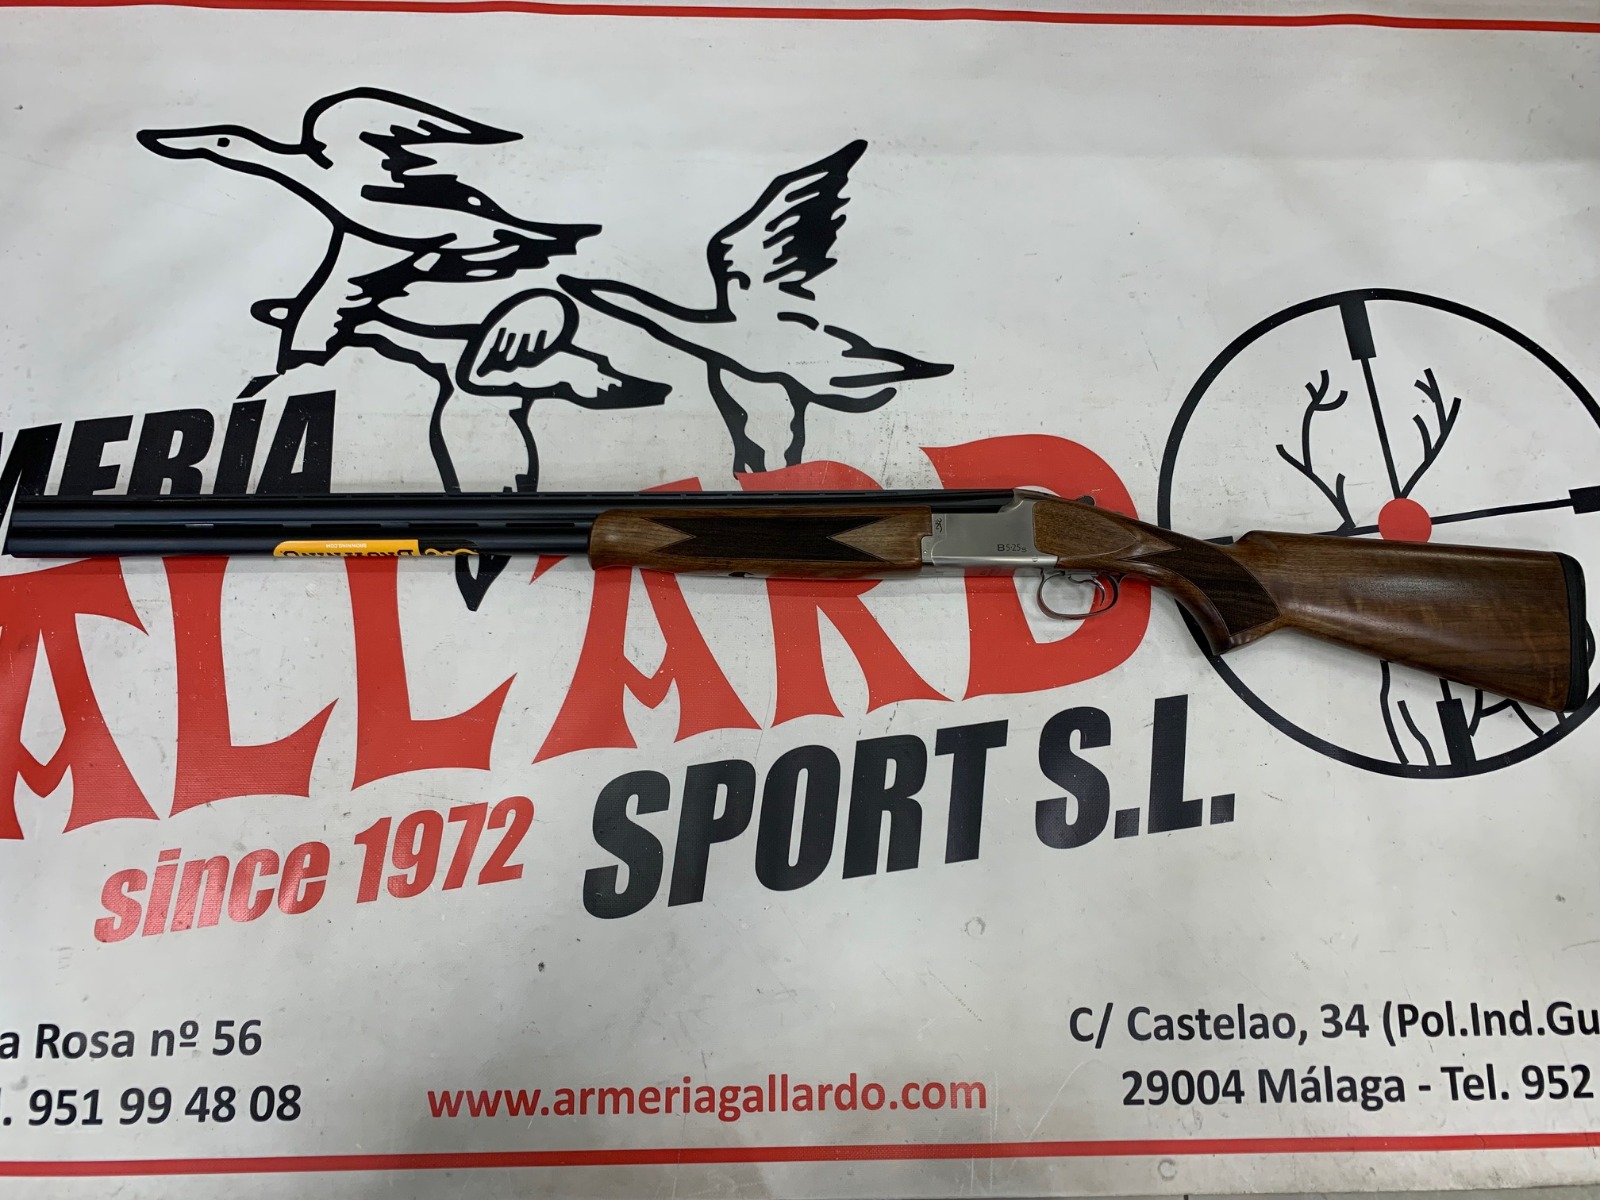 MERÍA
ALLARD
SPORT S.L.
since 1972
B525
a Rosa nº 56
. 951 99 48 08
www.armeriagallardo.com
C/ Castelao, 34 (Pol.Ind.Gu
29004 Málaga - Tel. 952